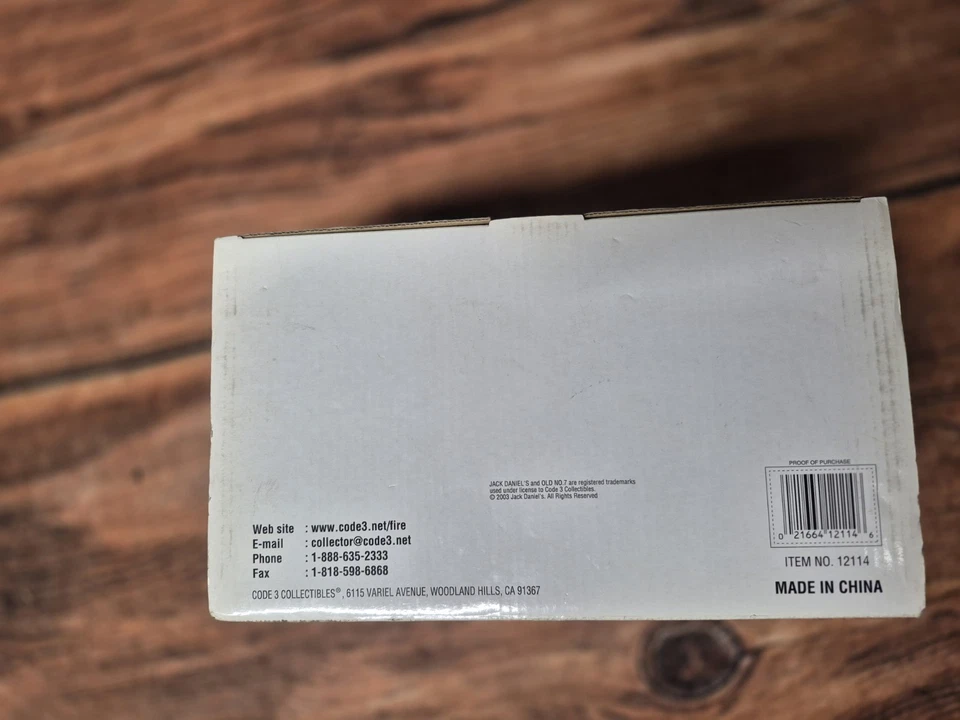 PROOF OF PURCHASE
0 21664 12114 6
ITEM NO. 12114
MADE IN CHINA
JACK DANIEL'S and OLD NO.7 are registered trademarks
used under license to Code 3 Collectibles.
© 2003 Jack Daniel's. All Rights Reserved
Web site : www.code3.net/fire
E-mail : collector@code3.net
Phone : 1-888-635-2333
Fax : 1-818-598-6868
CODE 3 COLLECTIBLES®, 6115 VARIEL AVENUE, WOODLAND HILLS, CA 91367